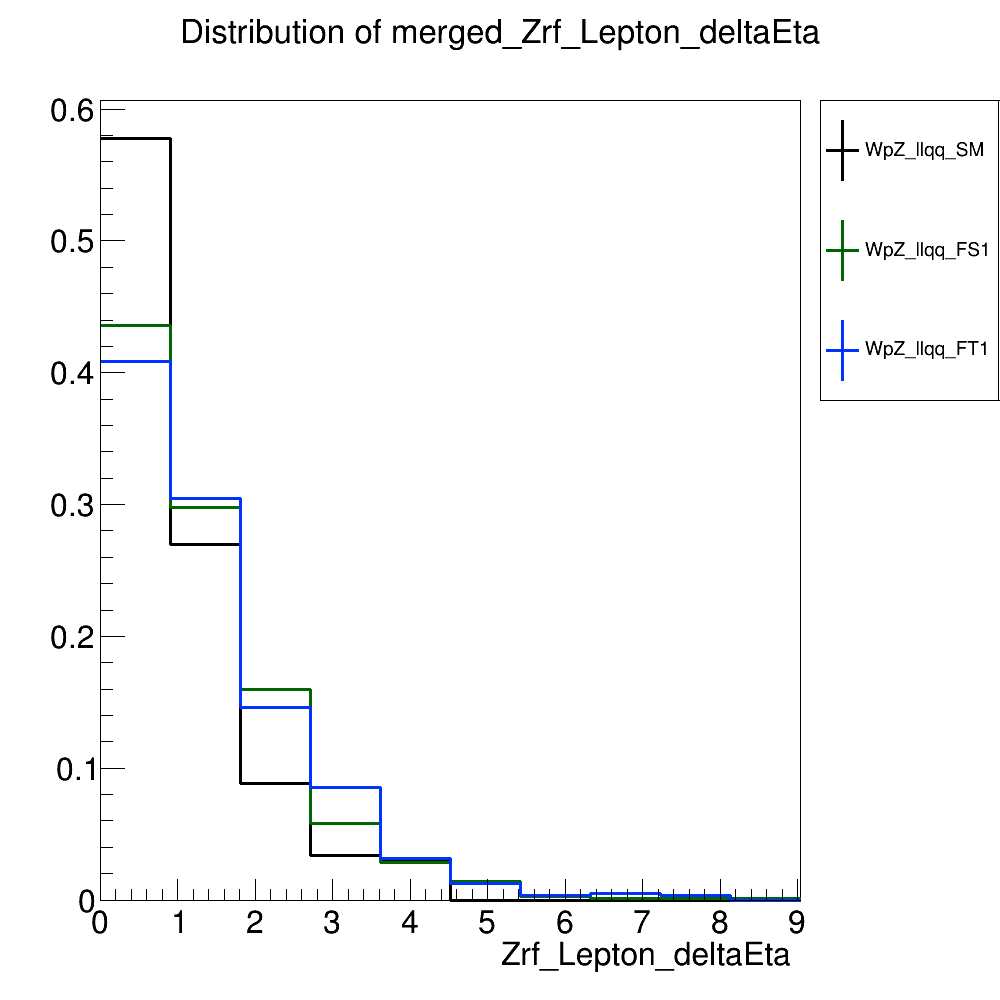 Distribution of merged_Zrf_Lepton_deltaEta
0.6
0.5
0.4
0.3
0.2
0.1
0
0 1 2 3 4 5 6 7 8 9
Zrf_Lepton_deltaEta
WpZ_llqq_SM
WpZ_llqq_FS1
WpZ_llqq_FT1